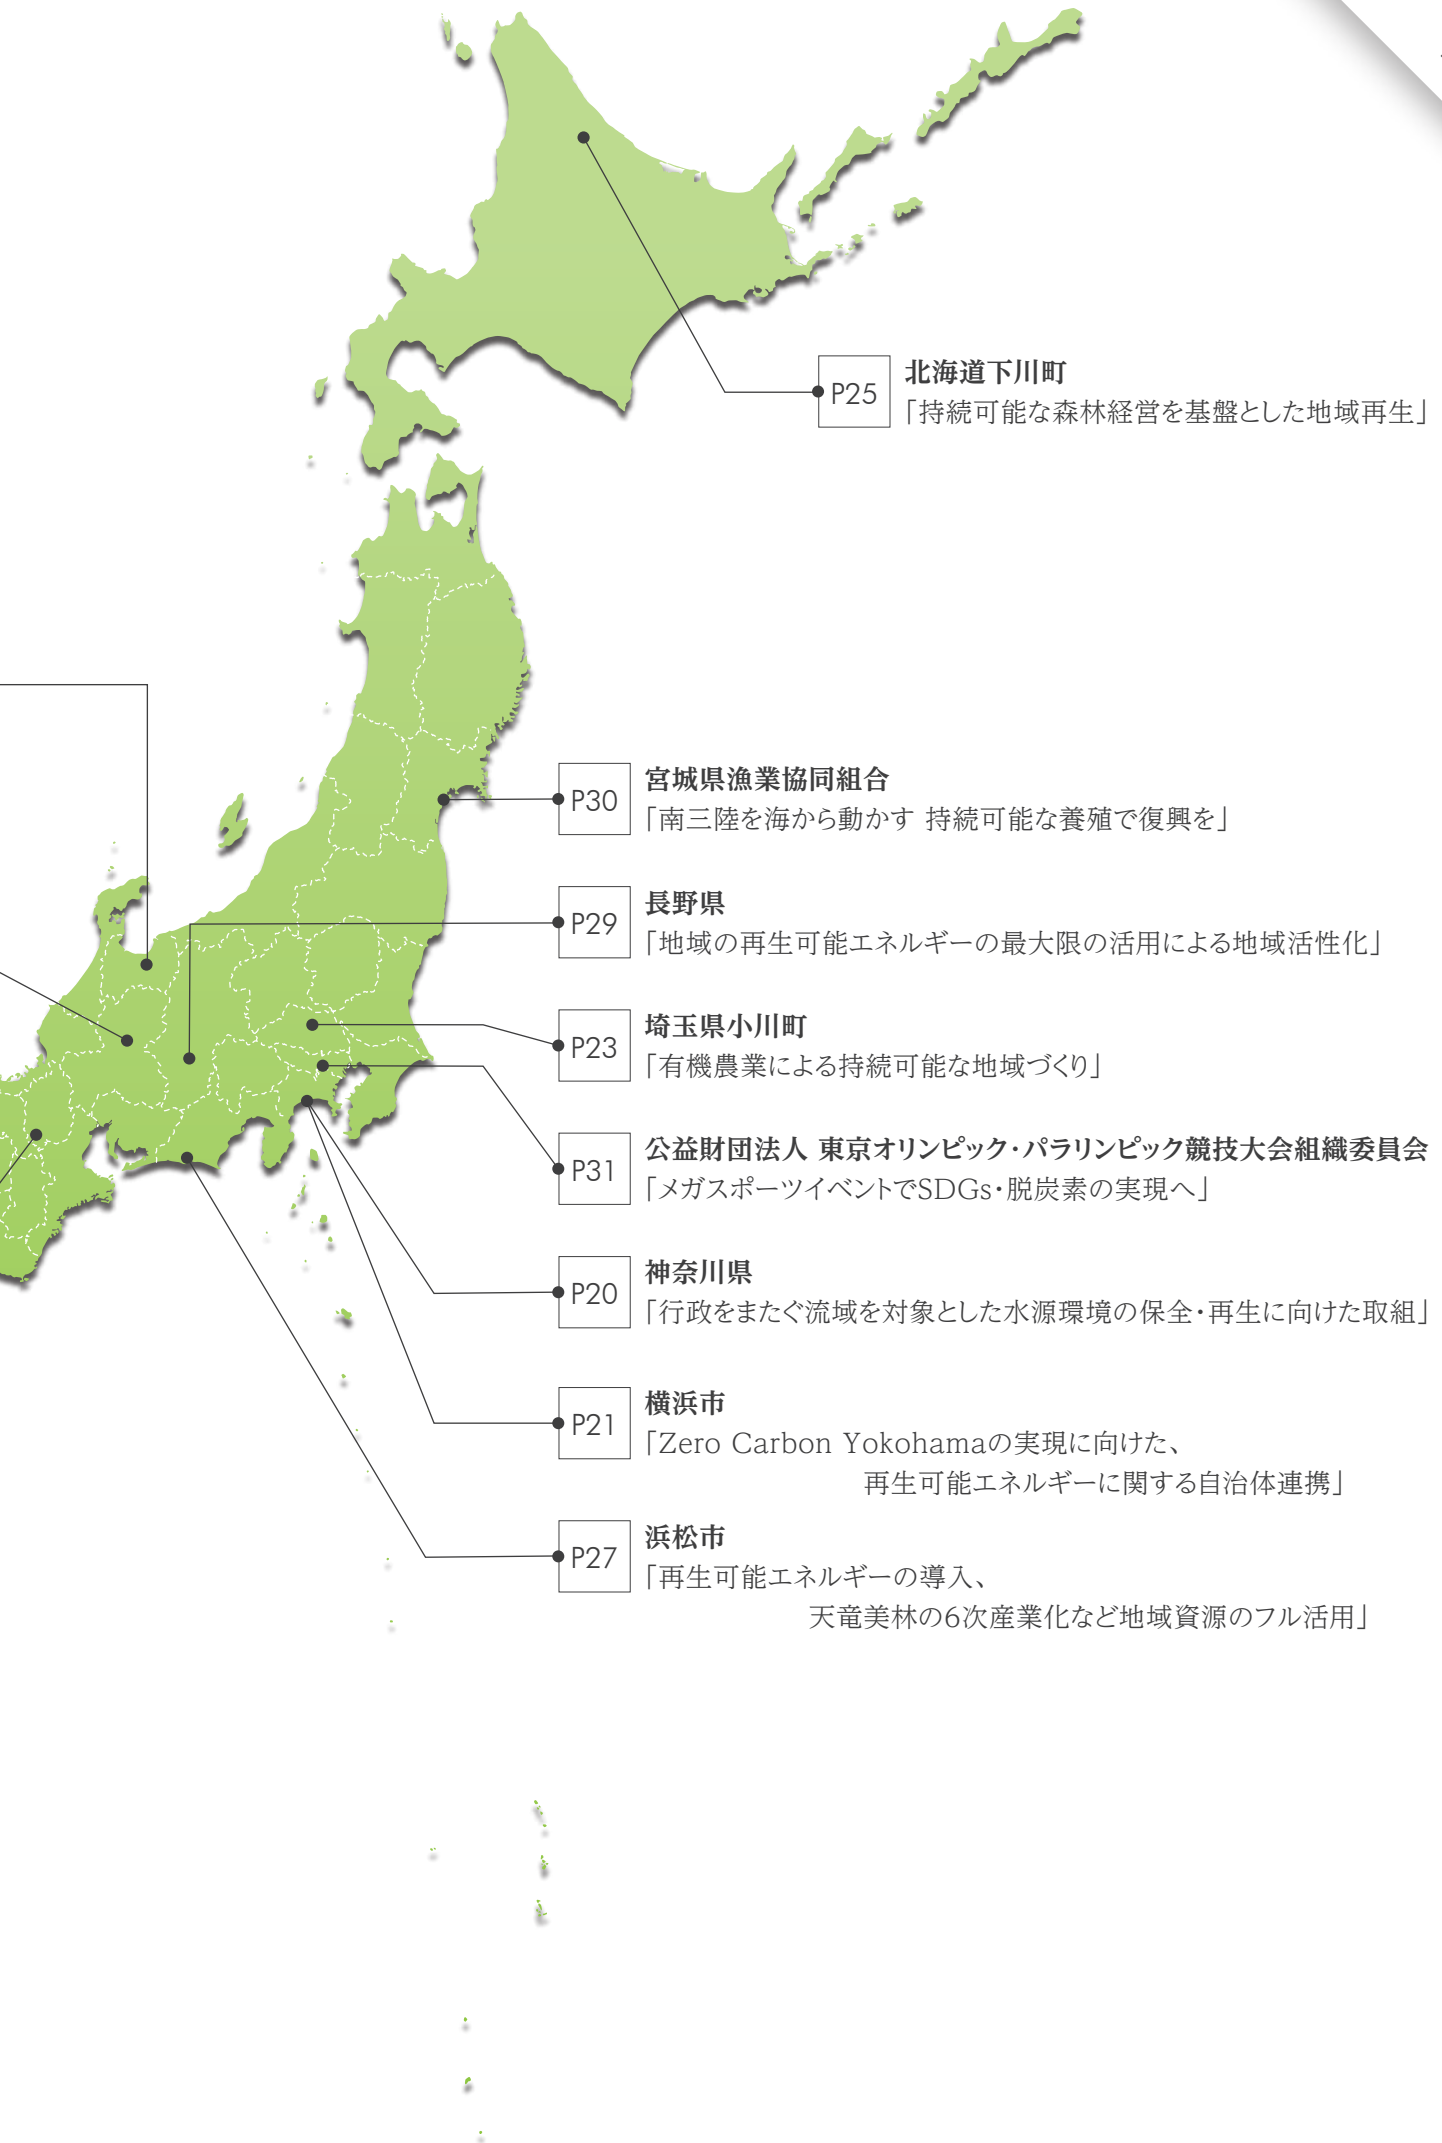 P25
北海道下川町
「持続可能な森林経営を基盤とした地域再生」
P30
宮城県漁業協同組合
「南三陸を海から動かす 持続可能な養殖で復興を」
P29
長野県
「地域の再生可能エネルギーの最大限の活用による地域活性化」
P23
埼玉県小川町
「有機農業による持続可能な地域づくり」
P31
公益財団法人 東京オリンピック・パラリンピック競技大会組織委員会
「メガスポーツイベントでSDGs・脱炭素の実現へ」
P20
神奈川県
「行政をまたぐ流域を対象とした水源環境の保全・再生に向けた取組」
P21
横浜市
「Zero Carbon Yokohamaの実現に向けた、
再生可能エネルギーに関する自治体連携」
P27
浜松市
「再生可能エネルギーの導入、
天竜美林の6次産業化など地域資源のフル活用」